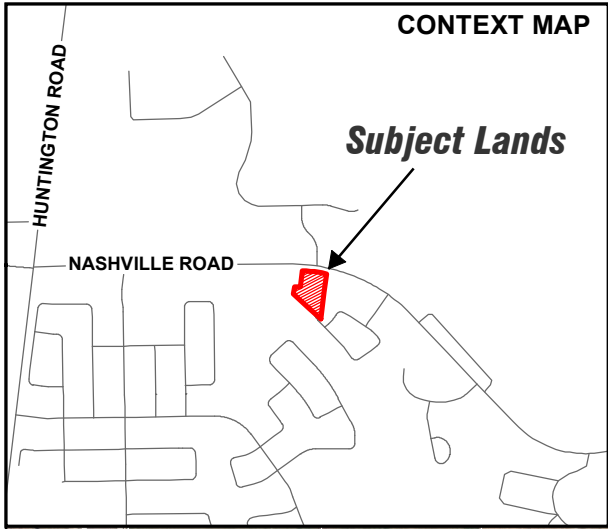 CONTEXT MAP
HUNTINGTON ROAD
Subject Lands
NASHVILLE ROAD